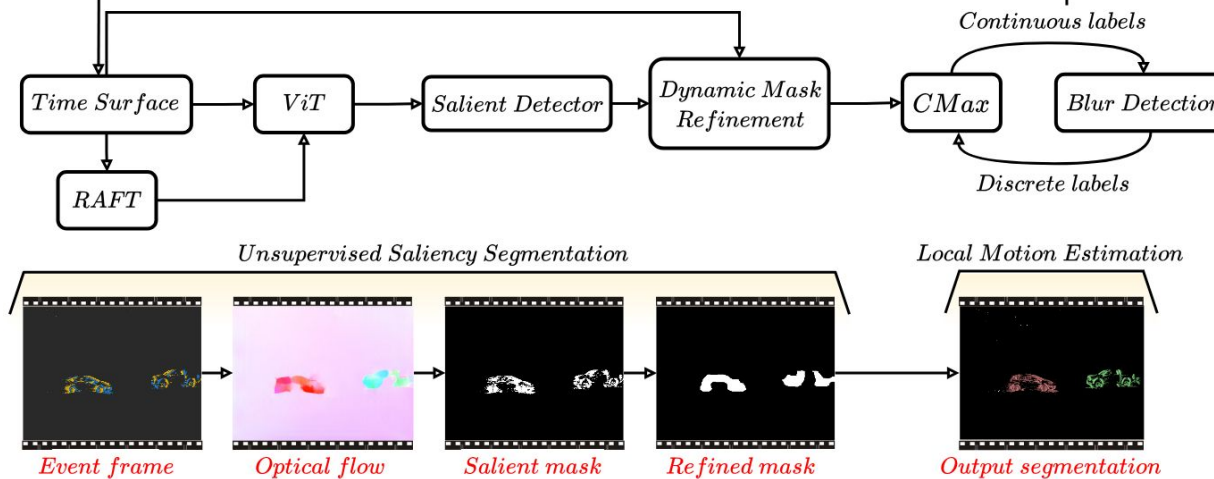 Continuous labels
Time Surface
ViT
Salient Detector
Dynamic Mask
Refinement
CMax
Blur Detection
RAFT
Discrete labels
Unsupervised Saliency Segmentation
Local Motion Estimation
Event frame
Optical flow
Salient mask
Refined mask
Output segmentation